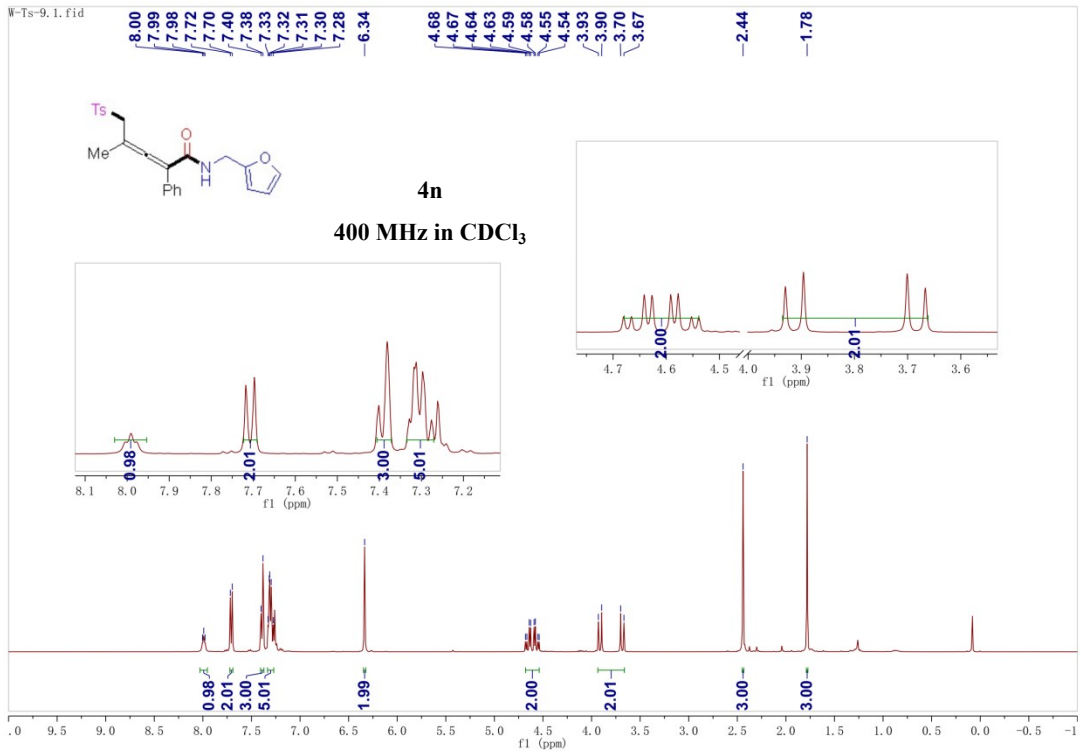 W-Ts-9.1.fid
8.00 7.99 7.98 7.72 7.70 7.40 7.38 7.33 7.32 7.31 7.30 7.28 6.34 4.68 4.67 4.64 4.63 4.59 4.58 4.55 4.54 3.93 3.90 3.70 3.67 2.44 1.78
Ts
O
Me
N
H
O
Ph
4n
400 MHz in CDCl3
0.98 2.01 3.00 5.01
8.1 8.0 7.9 7.8 7.7 7.6 7.5 7.4 7.3 7.2
f1 (ppm)
2.00 2.01
4.7 4.6 4.5 4.0 3.9 3.8 3.7 3.6
f1 (ppm)
0.98 2.01 3.00 5.01 1.99 2.00 2.01 3.00 3.00
.0 9.5 9.0 8.5 8.0 7.5 7.0 6.5 6.0 5.5 5.0 4.5 4.0 3.5 3.0 2.5 2.0 1.5 1.0 0.5 0.0 -0.5 -1
f1 (ppm)